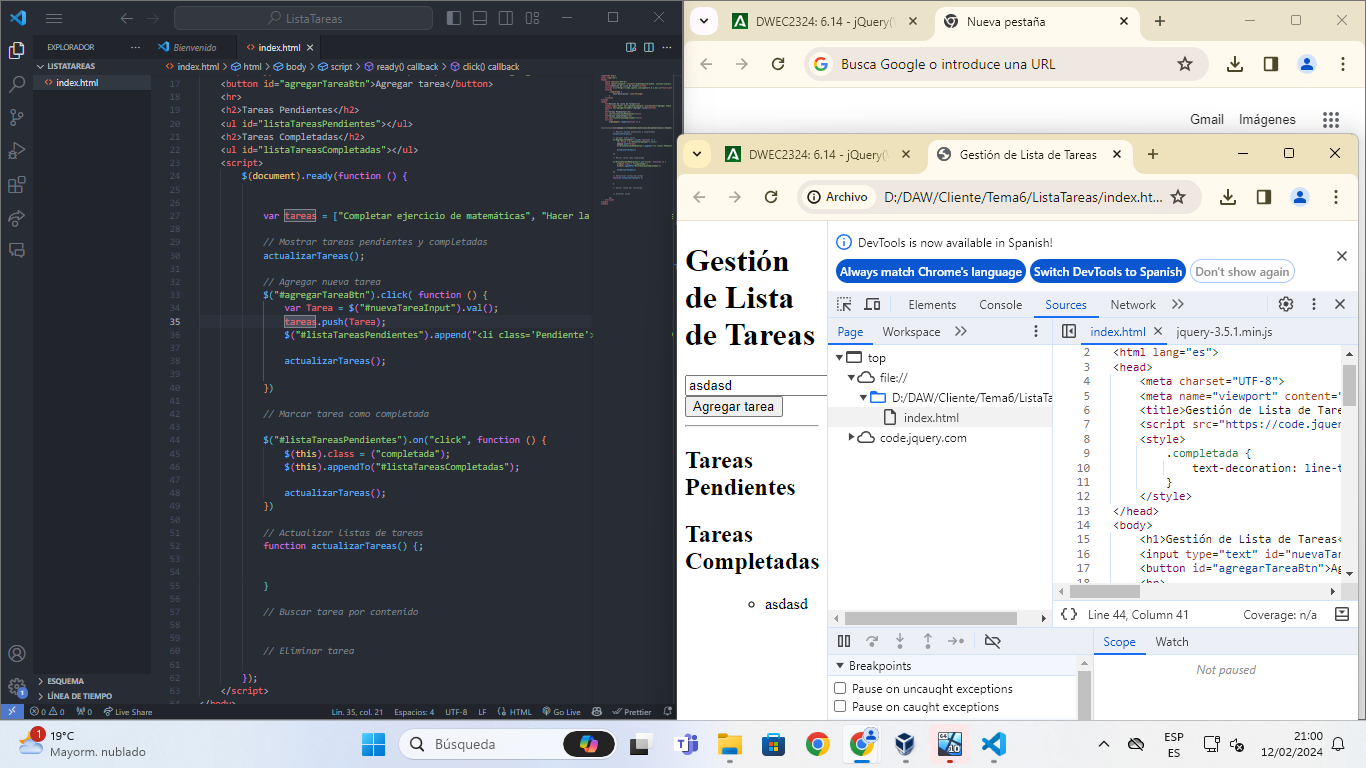 ListaTareas
EXPLORADOR
Bienvenido
index.html
LISTATAREAS
index.html
index.html > html > body > script > ready() callback > click() callback
17 <button id="agregarTareaBtn">Agregar tarea</button>
18 <hr>
19 <h2>Tareas Pendientes</h2>
20 <ul id="listaTareasPendientes"></ul>
21 <h2>Tareas Completadas</h2>
22 <ul id="listaTareasCompletadas"></ul>
23 <script>
24 $(document).ready(function () {
25
26
27 var tareas = ["Completar ejercicio de matemáticas", "Hacer la
28
29 // Mostrar tareas pendientes y completadas
30 actualizarTareas();
31
32 // Agregar nueva tarea
33 $("#agregarTareaBtn").click( function () {
34 var Tarea = $("#nuevaTareaInput").val();
35 tareas.push(Tarea);
36 $("#listaTareasPendientes").append("<li class='Pendiente'>
37
38 actualizarTareas();
39
40 })
41
42 // Marcar tarea como completada
43
44 $("#listaTareasPendientes").on("click", function () {
45 $(this).class = ("completada");
46 $(this).appendTo("#listaTareasCompletadas");
47
48 actualizarTareas();
49 })
50
51 // Actualizar listas de tareas
52 function actualizarTareas() {;
53
54
55 }
56
57 // Buscar tarea por contenido
58
59
60 // Eliminar tarea
61
62 });
63 </script>
64 </body>
ESQUEMA
LÍNEA DE TIEMPO
1
0 0 0 Live Share Lín. 35, col. 21 Espacios: 4 UTF-8 LF HTML Go Live Prettier
DWEC2324: 6.14 - jQuery(
Nueva pestaña
Busca Google o introduce una URL
Gmail Imágenes
DWEC2324: 6.14 - jQuery(
Gestión de Lista de Tareas
Archivo D:/DAW/Cliente/Tema6/ListaTareas/index.ht...
Gestión
de Lista
de Tareas
asdasd
Agregar tarea
Tareas
Pendientes
Tareas
Completadas
asdasd
DevTools is now available in Spanish!
Always match Chrome's language
Switch DevTools to Spanish
Don't show again
Elements Console Sources Network
Page Workspace
top
file://
D:/DAW/Cliente/Tema6/ListaTa
index.html
code.jquery.com
index.html
jquery-3.5.1.min.js
2 <html lang="es">
3 <head>
4 <meta charset="UTF-8">
5 <meta name="viewport" content="
6 <title>Gestión de Lista de Tare
7 <script src="https://code.jquer
8 <style>
9 .completada {
10 text-decoration: line-t
11 }
12 </style>
13 </head>
14 <body>
15 <h1>Gestión de Lista de Tareas<
16 <input type="text" id="nuevaTar
17 <button id="agregarTareaBtn">Ag
18 <hr>
{} Line 44, Column 41 Coverage: n/a
Scope Watch
Breakpoints
Not paused
Pause on uncaught exceptions
Pause on caught exceptions
1
19°C
Mayorm. nublado
Búsqueda
ESP
ES
21:00
12/02/2024